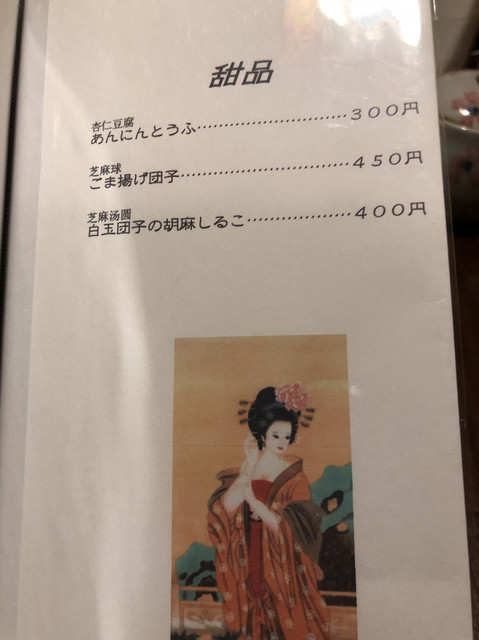 甜品
杏仁豆腐
あんにんとうふ…………………………300円
芝麻球
ごま揚げ団子……………………………450円
芝麻汤圆
白玉団子の胡麻しるこ…………………400円